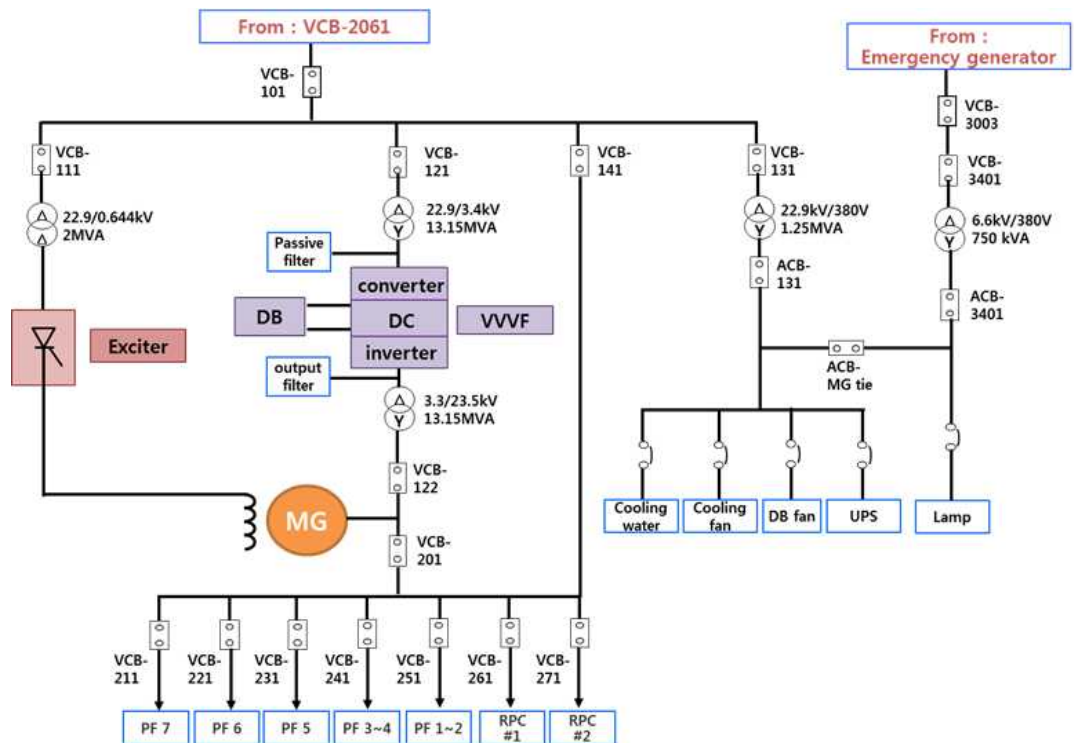 From : VCB-2061
From :
Emergency generator
VCB-
101
VCB-
3003
VCB-
111
VCB-
121
VCB-
141
VCB-
131
VCB-
3401
22.9/0.644kV
2MVA
Δ
Δ
22.9/3.4kV
13.15MVA
Δ
Y
22.9kV/380V
1.25MVA
Δ
Y
6.6kV/380V
750 kVA
Δ
Y
Passive
filter
ACB-
131
ACB-
3401
converter
DB
DC
VVVF
inverter
Exciter
output
filter
ACB-
MG tie
3.3/23.5kV
13.15MVA
Δ
Y
VCB-
122
MG
VCB-
201
Cooling
water
Cooling
fan
DB fan
UPS
Lamp
VCB-
211
VCB-
221
VCB-
231
VCB-
241
VCB-
251
VCB-
261
VCB-
271
PF 7
PF 6
PF 5
PF 3~4
PF 1~2
RPC
#1
RPC
#2